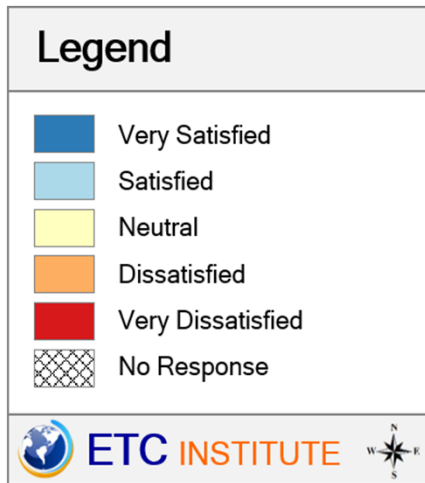 Legend
Very Satisfied
Satisfied
Neutral
Dissatisfied
Very Dissatisfied
No Response
ETC INSTITUTE
N
W E
S